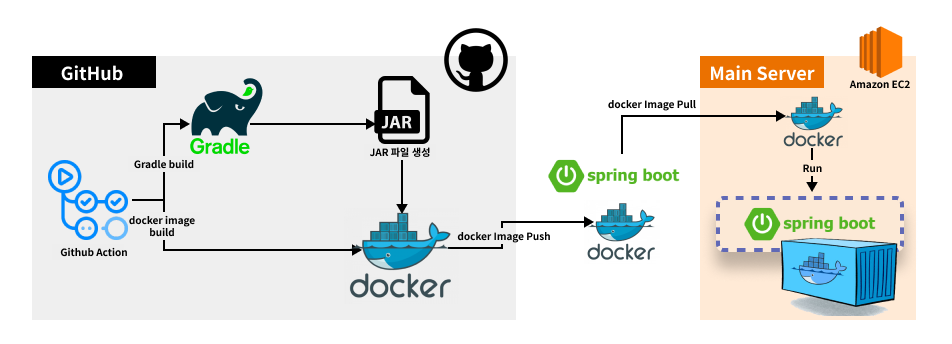 GitHub
Main Server
Amazon EC2
docker Image Pull
JAR
Gradle
JAR 파일 생성
docker
Gradle build
Run
spring boot
docker image
build
spring boot
docker Image Push
Github Action
docker
docker